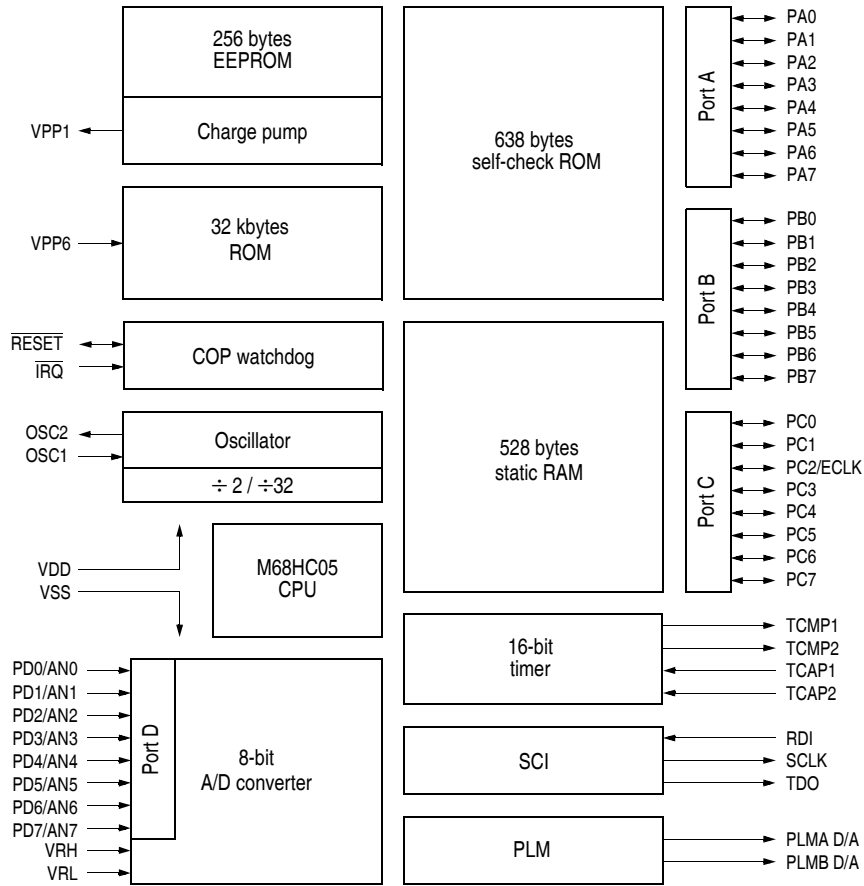 256 bytes
EEPROM
Charge pump
VPP1
32 kbytes
ROM
VPP6
COP watchdog
RESET
IRQ
Oscillator
÷ 2 / ÷32
OSC2
OSC1
M68HC05
CPU
VDD
VSS
PD0/AN0
PD1/AN1
PD2/AN2
PD3/AN3
PD4/AN4
PD5/AN5
PD6/AN6
PD7/AN7
VRH
VRL
Port D
8-bit
A/D converter
638 bytes
self-check ROM
528 bytes
static RAM
Port A
PA0
PA1
PA2
PA3
PA4
PA5
PA6
PA7
Port B
PB0
PB1
PB2
PB3
PB4
PB5
PB6
PB7
Port C
PC0
PC1
PC2/ECLK
PC3
PC4
PC5
PC6
PC7
16-bit
timer
TCMP1
TCMP2
TCAP1
TCAP2
SCI
RDI
SCLK
TDO
PLM
PLMA D/A
PLMB D/A